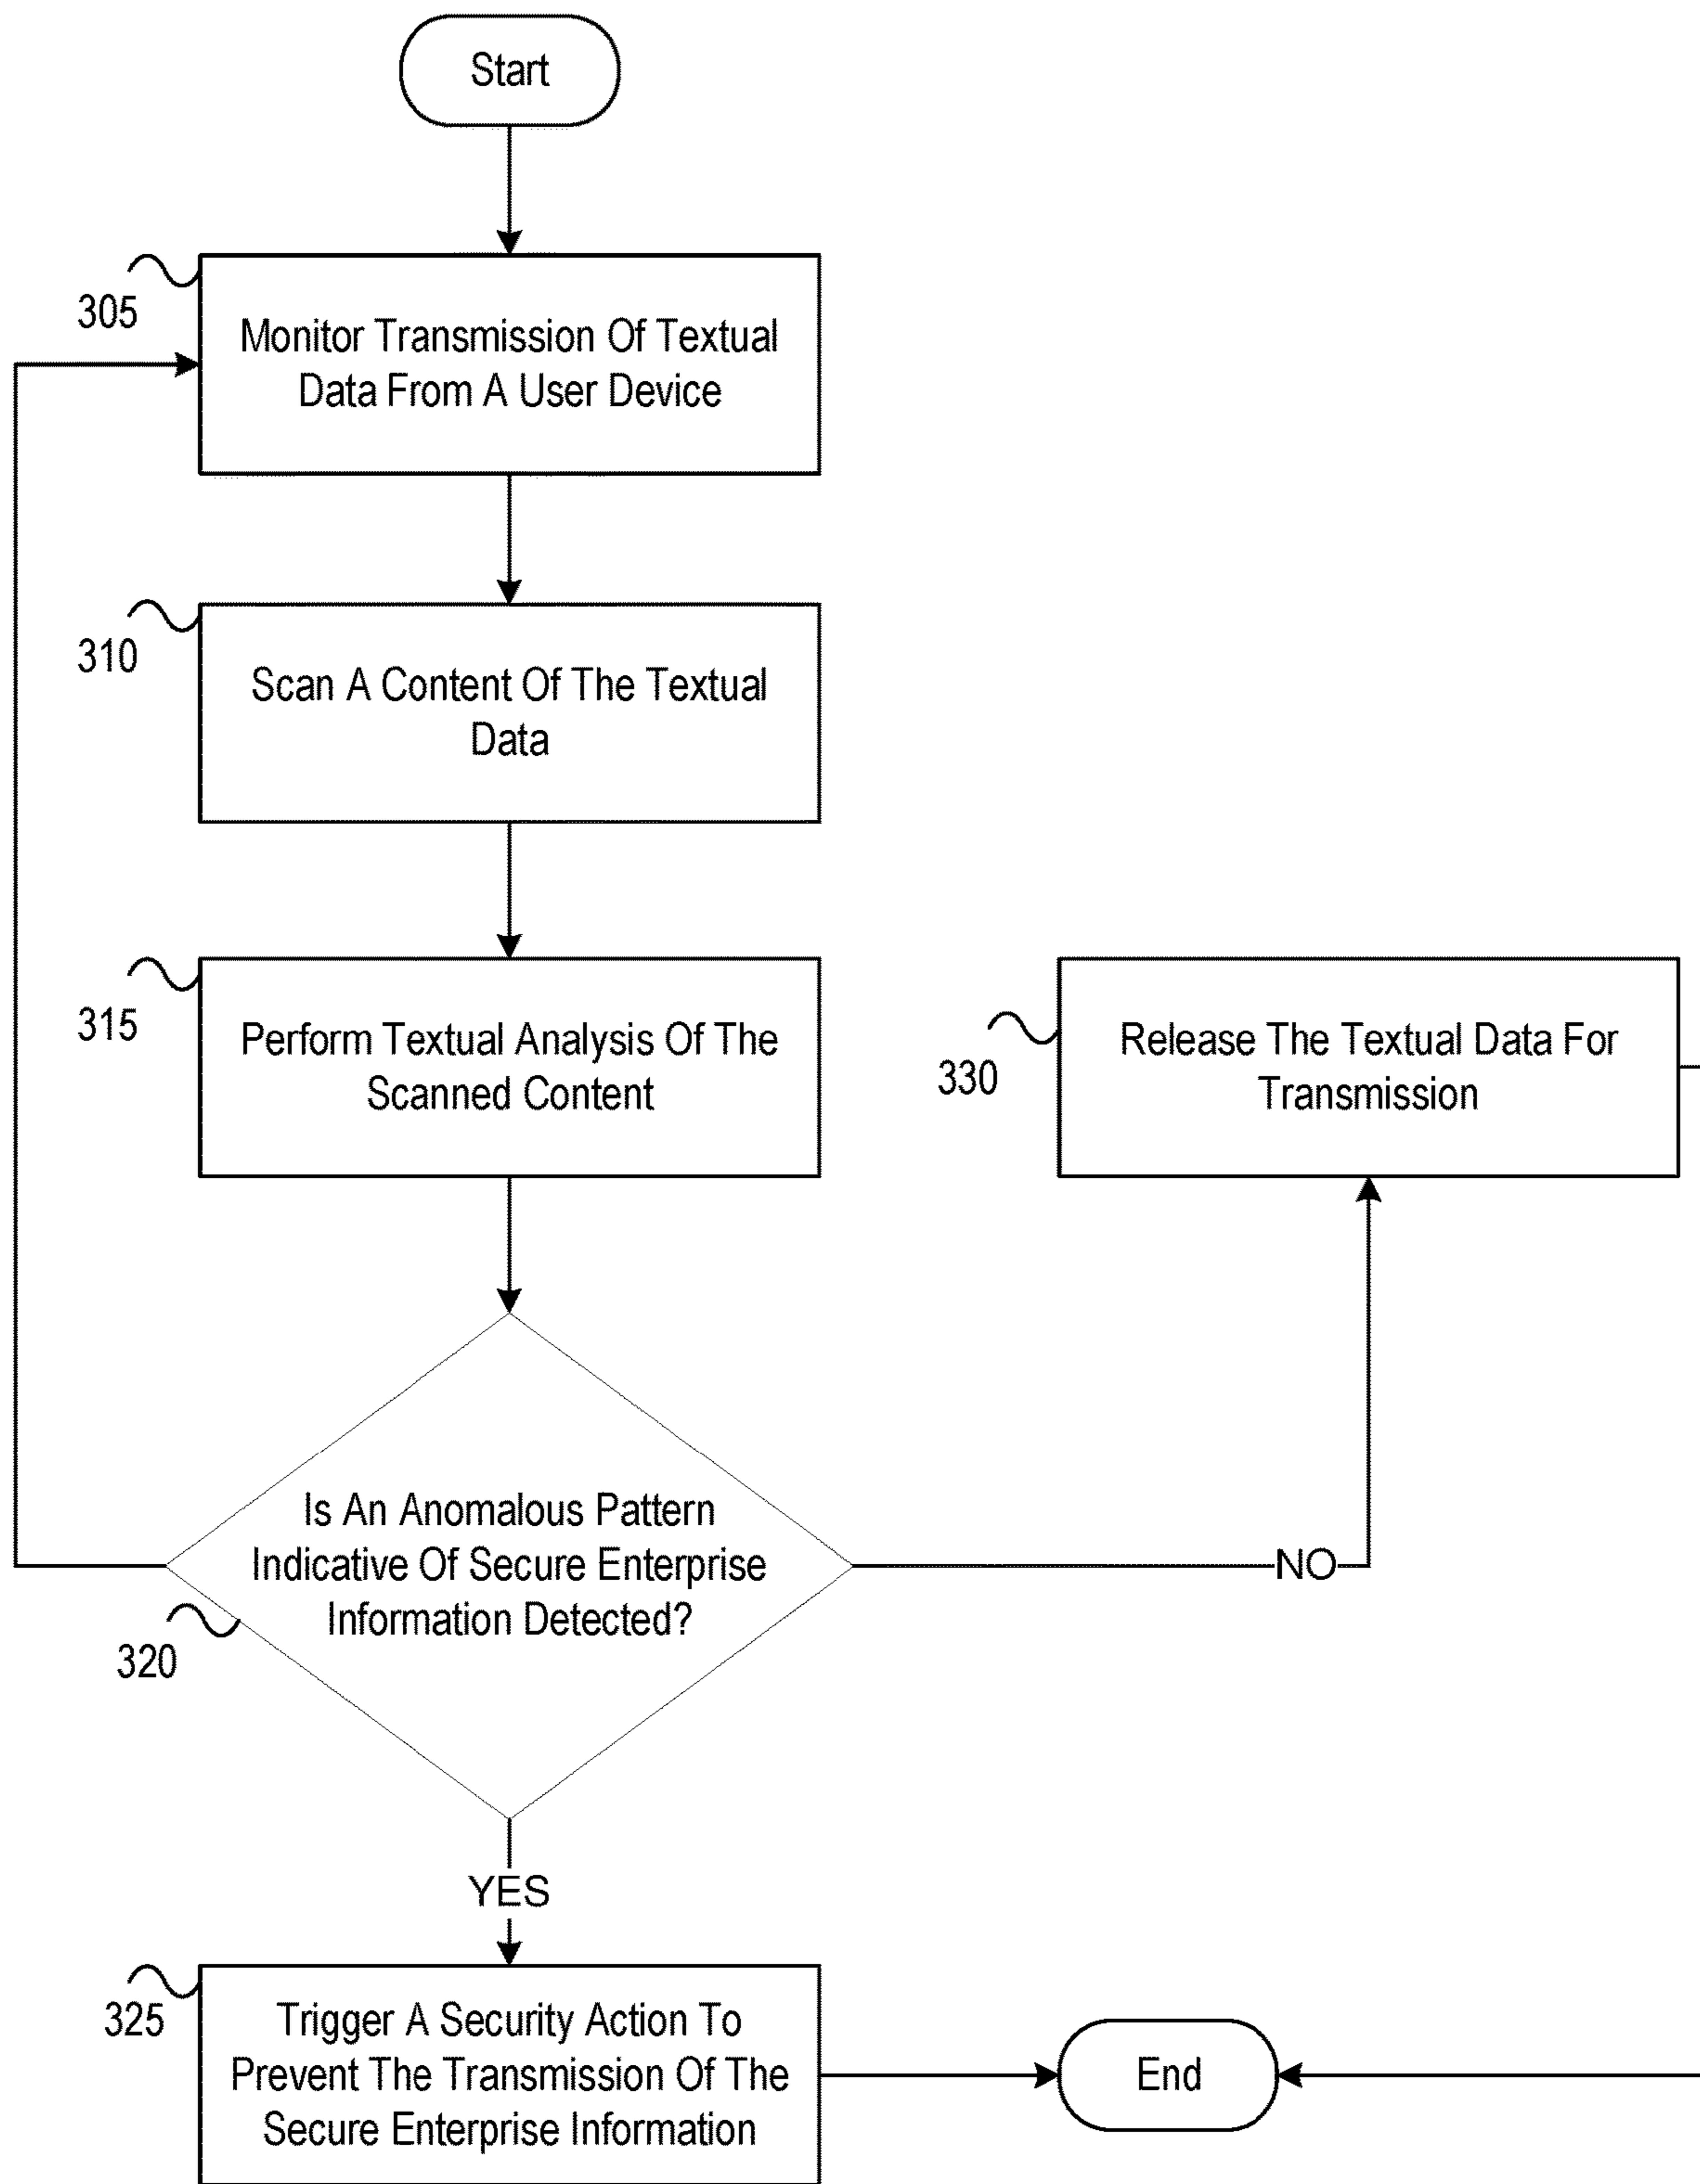 Start
305
Monitor Transmission Of Textual
Data From A User Device
310
Scan A Content Of The Textual
Data
315
Perform Textual Analysis Of The
Scanned Content
330
Release The Textual Data For
Transmission
Is An Anomalous Pattern
Indicative Of Secure Enterprise
Information Detected?
320
NO
YES
325
Trigger A Security Action To
Prevent The Transmission Of The
Secure Enterprise Information
End